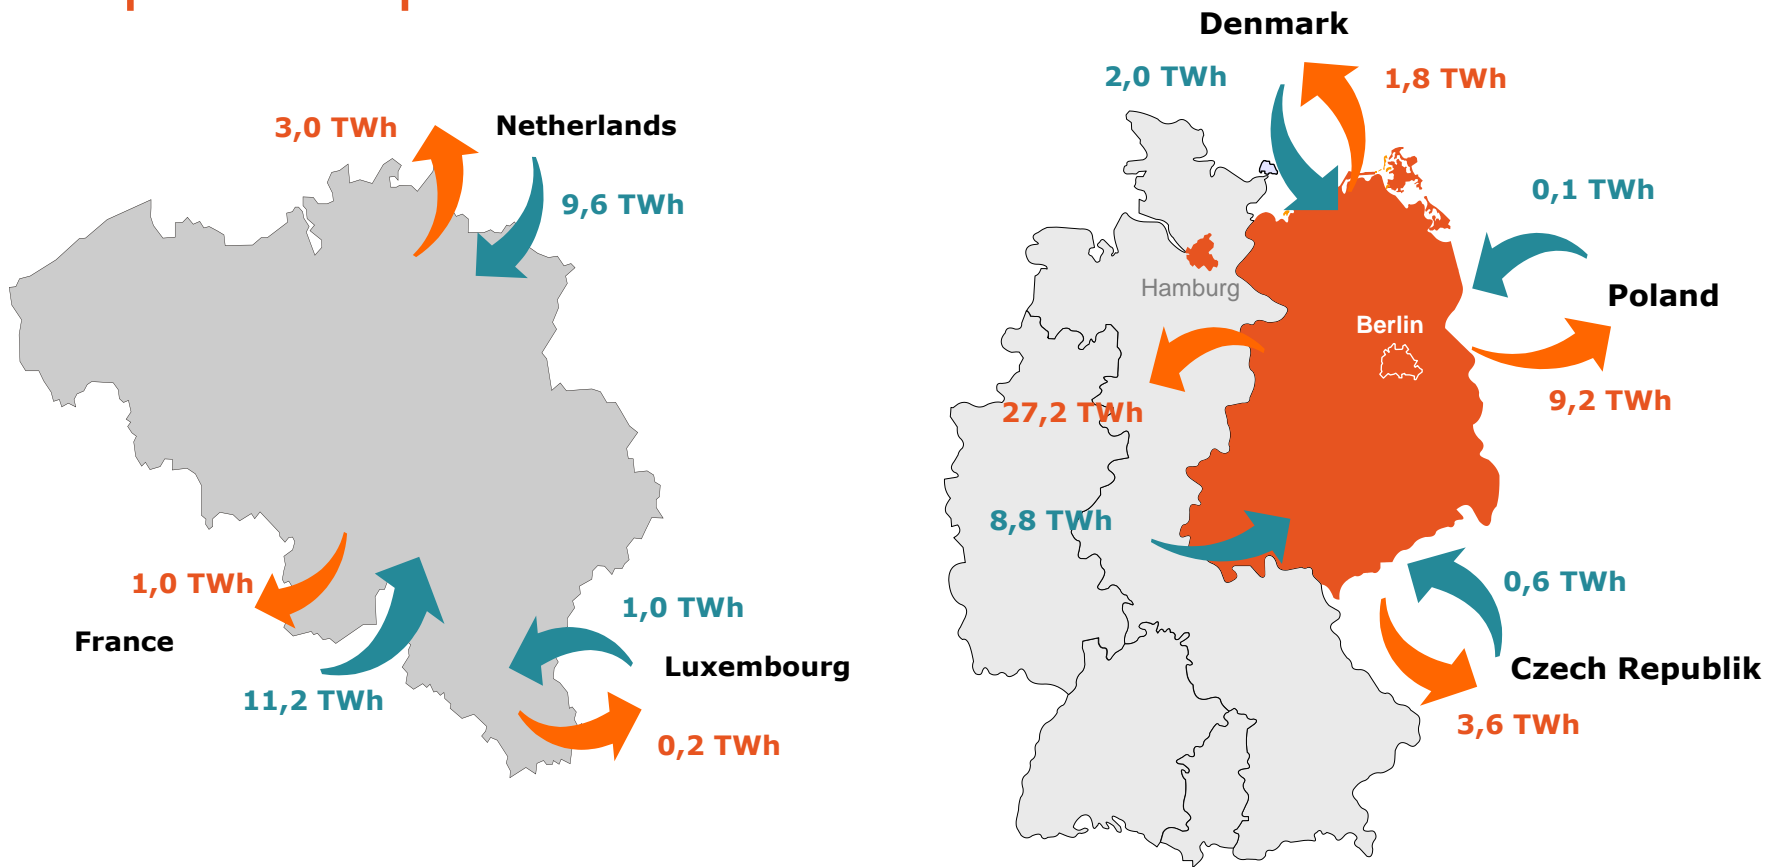 3,0 TWh
Netherlands
9,6 TWh
1,0 TWh
France
11,2 TWh
1,0 TWh
Luxembourg
0,2 TWh
Denmark
2,0 TWh
1,8 TWh
0,1 TWh
Hamburg
Poland
Berlin
27,2 TWh
9,2 TWh
8,8 TWh
0,6 TWh
Czech Republik
3,6 TWh